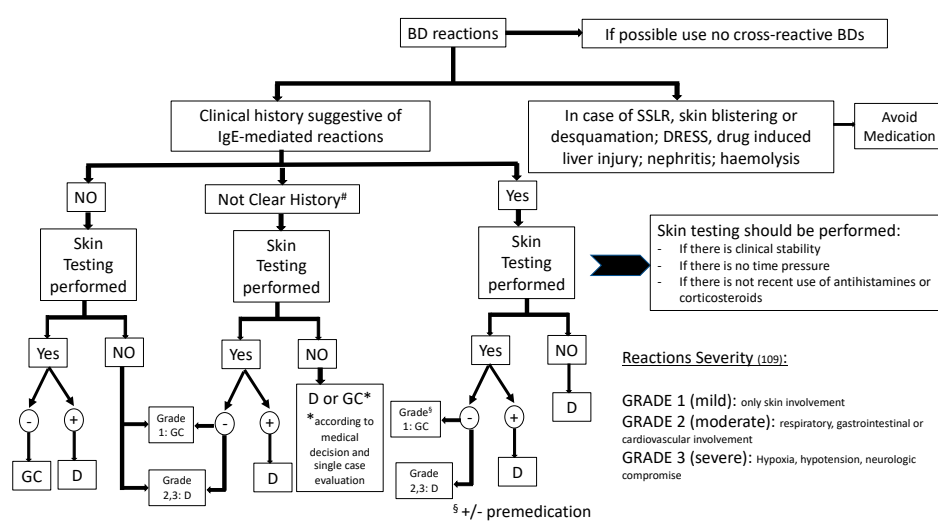 BD reactions
If possible use no cross-reactive BDs
Clinical history suggestive of
IgE-mediated reactions
In case of SSLR, skin blistering or
desquamation; DRESS, drug induced
liver injury; nephritis; haemolysis
Avoid
Medication
NO
Not Clear History#
Yes
Skin
Testing
performed
Skin
Testing
performed
Skin
Testing
performed
Skin testing should be performed:
- If there is clinical stability
- If there is no time pressure
- If there is not recent use of antihistamines or
corticosteroids
Yes
NO
Yes
NO
Yes
NO
Reactions Severity (109):
GRADE 1 (mild): only skin involvement
GRADE 2 (moderate): respiratory, gastrointestinal or
cardiovascular involvement
GRADE 3 (severe): Hypoxia, hypotension, neurologic
compromise
D or GC*
*according to
medical
decision and
single case
evaluation
D
-
+
Grade
1: GC
-
+
Grade§
1: GC
-
+
GC
D
Grade
2,3: D
D
Grade
2,3: D
D
§ +/- premedication